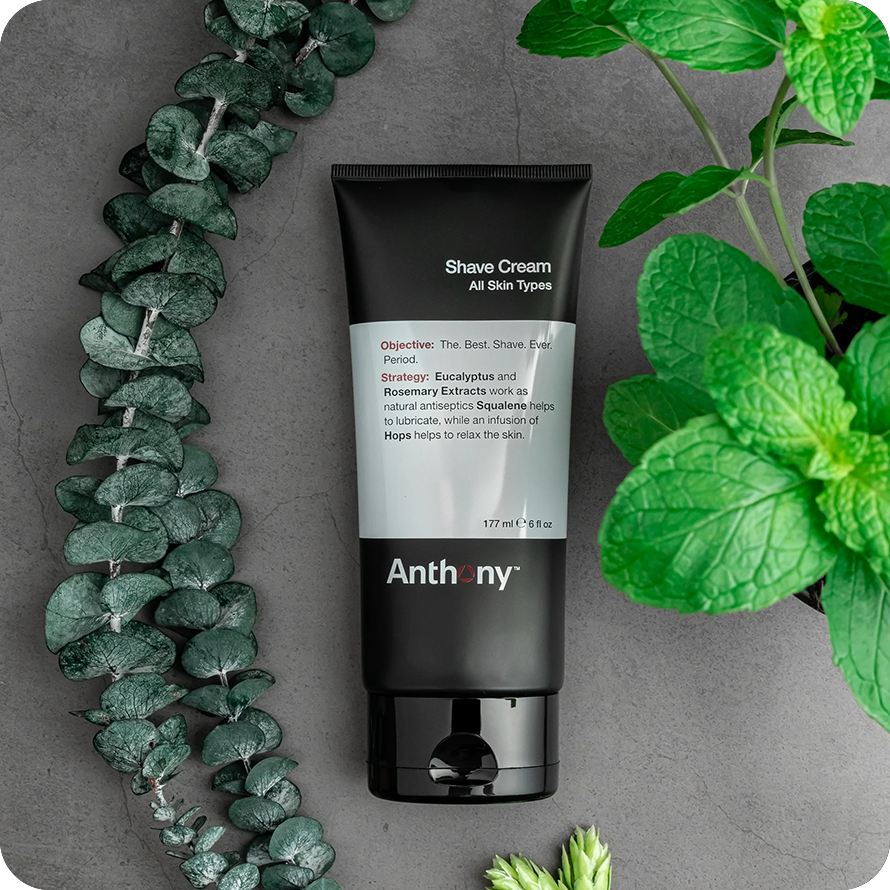 Shave Cream
All Skin Types
Objective: The. Best. Shave. Ever.
Period.
Strategy: Eucalyptus and
Rosemary Extracts work as
natural antiseptics Squalene helps
to lubricate, while an infusion of
Hops helps to relax the skin.
177 ml ℮ 6 fl oz
Anthony™